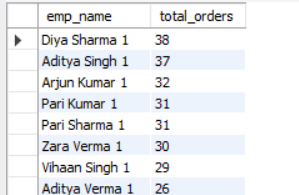 emp_name total_orders
Diya Sharma 1 38
Aditya Singh 1 37
Arjun Kumar 1 32
Pari Kumar 1 31
Pari Sharma 1 31
Zara Verma 1 30
Vihaan Singh 1 29
Aditya Verma 1 26